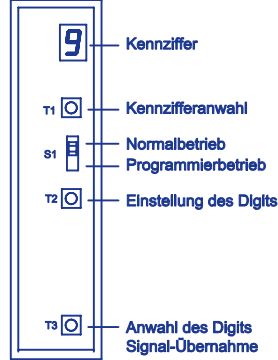 9
Kennziffer
T1
Kennzifferanwahl
S1
Normalbetrieb
Programmierbetrieb
T2
Einstellung des Digits
T3
Anwahl des Digits
Signal-Übernahme